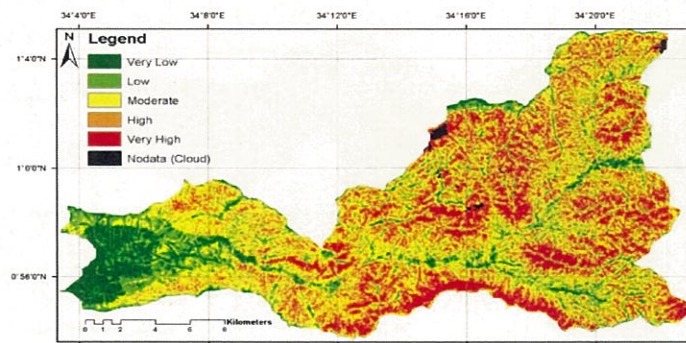 34°4'0"E 34°8'0"E 34°12'0"E 34°16'0"E 34°20'0"E
N
Legend
Very Low
Low
Moderate
High
Very High
Nodata (Cloud)
1°4'0"N
1°0'0"N
0°56'0"N
0 1 2 4 6 8 Kilometers